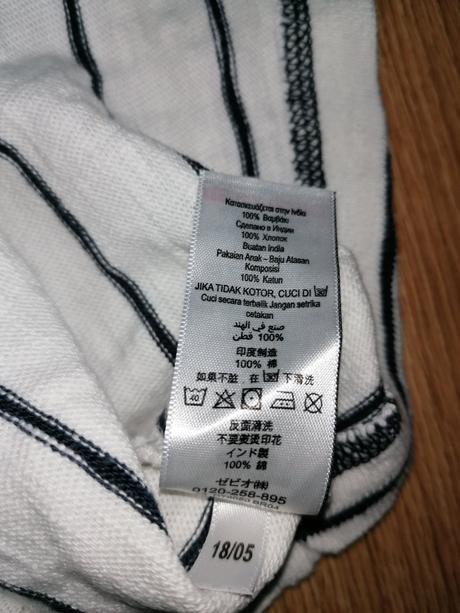 Κατασκευάζεται στην Ινδία
100% Βαμβάκι
Сделано в Индии
100% Хлопок
Buatan India
Pakaian Anak - Baju Atasan
Komposisi
100% Katun
JIKA TIDAK KOTOR, CUCI DI 30
Cuci secara terbalik Jangan setrika
cetakan
صنع في الهند
100% قطن
印度制造
100% 棉
如果不脏，在 30 下清洗
40
反面清洗
不要熨烫印花
インド製
100% 綿
ゼビオ(株)
0120-258-895
18/05